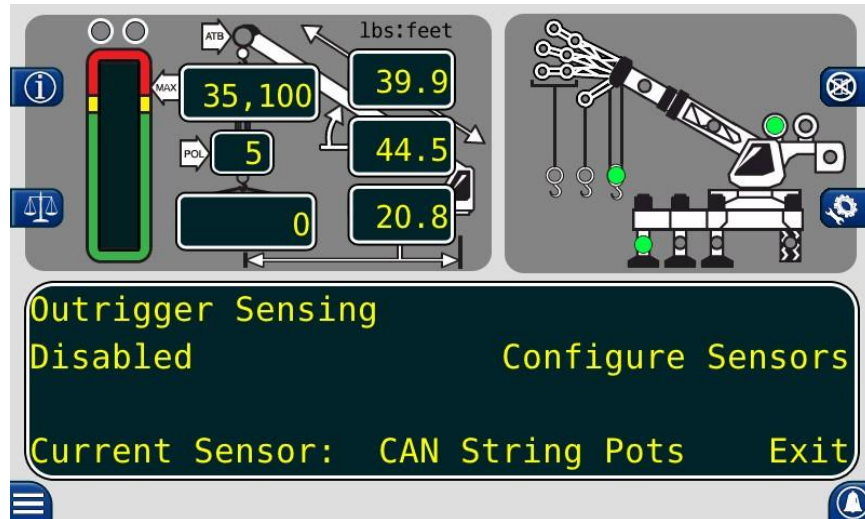 lbs:feet
ATB
MAX
35,100
39.9
POL
5
44.5
0
20.8
Outrigger Sensing
Disabled
Configure Sensors
Current Sensor: CAN String Pots
Exit